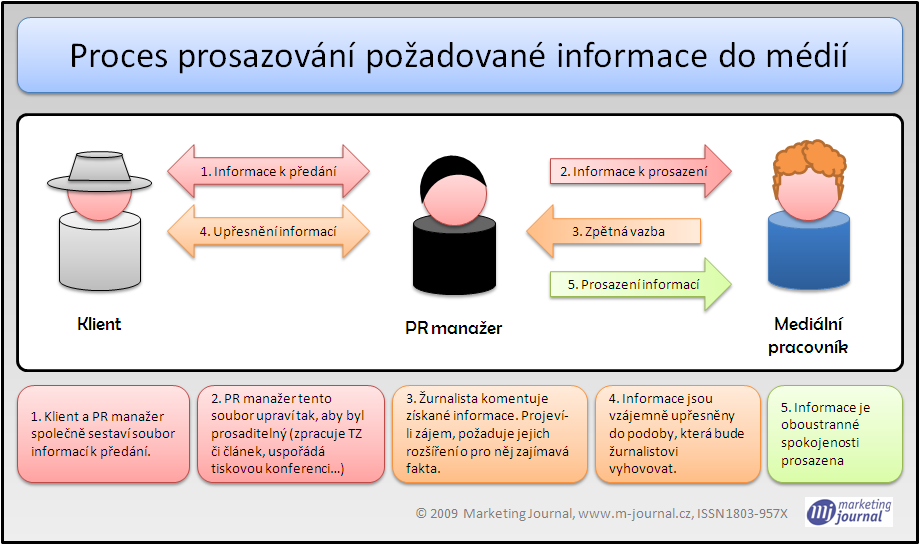 Proces prosazování požadované informace do médií
1. Informace k předání
2. Informace k prosazení
4. Upřesnění informací
3. Zpětná vazba
5. Prosazení informací
Klient
PR manažer
Mediální
pracovník
1. Klient a PR manažer
společně sestaví soubor
informací k předání.
2. PR manažer tento
soubor upraví tak, aby byl
prosaditelný (zpracuje TZ
či článek, uspořádá
tiskovou konferenci...)
3. Žurnalista komentuje
získané informace. Projeví-
li zájem, požaduje jejich
rozšíření o pro něj zajímavá
fakta.
4. Informace jsou
vzájemně upřesněny
do podoby, která bude
žurnalistovi
vyhovovat.
5. Informace je
oboustranné
spokojenosti
prosazena
© 2009 Marketing Journal, www.m-journal.cz, ISSN1803-957X
mj marketing
journal